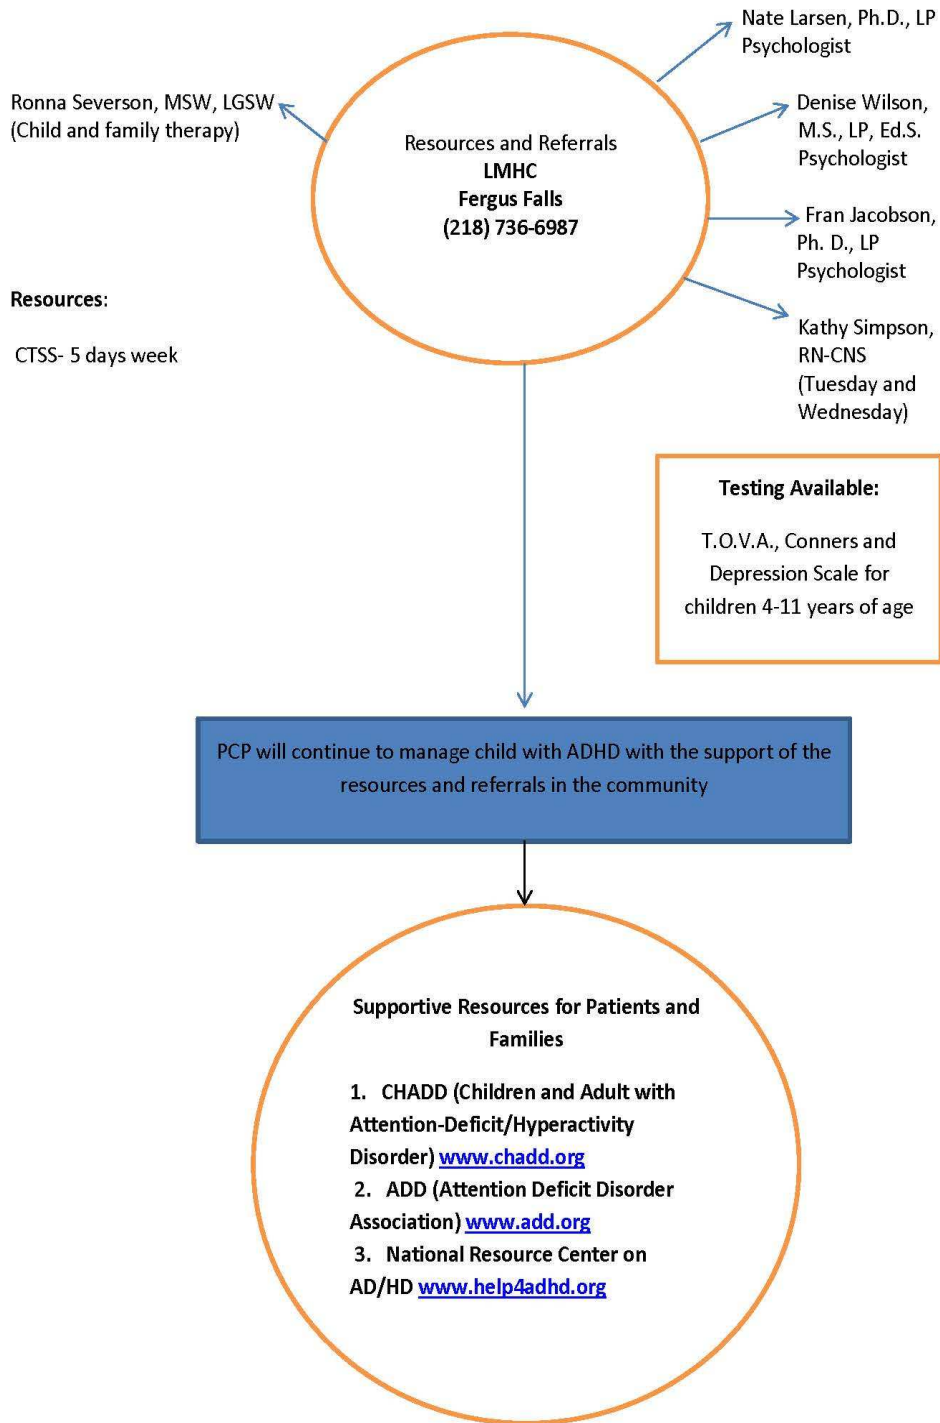 Nate Larsen, Ph.D., LP
Psychologist
Ronna Severson, MSW, LGSW
(Child and family therapy)
Denise Wilson,
M.S., LP, Ed.S.
Psychologist
Resources and Referrals
LMHC
Fergus Falls
(218) 736-6987
Fran Jacobson,
Ph. D., LP
Psychologist
Resources:
CTSS- 5 days week
Kathy Simpson,
RN-CNS
(Tuesday and
Wednesday)
Testing Available:
T.O.V.A., Conners and
Depression Scale for
children 4-11 years of age
PCP will continue to manage child with ADHD with the support of the
resources and referrals in the community
Supportive Resources for Patients and
Families
1. CHADD (Children and Adult with
Attention-Deficit/Hyperactivity
Disorder) www.chadd.org
2. ADD (Attention Deficit Disorder
Association) www.add.org
3. National Resource Center on
AD/HD www.help4adhd.org